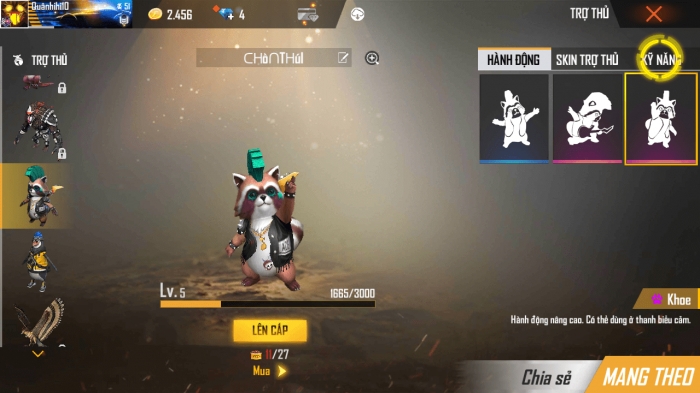 Quânhih10
& 51
2.456
4
TRỢ THỦ
TRỢ THỦ
HÀNH ĐỘNG
SKIN TRỢ THỦ
KỸ NĂNG
Lv. 5
1665/3000
LÊN CẤP
11/27
Mua
Khoe
Hành động nâng cao. Có thể dùng ở thanh biểu cảm.
Chia sẻ
MANG THEO